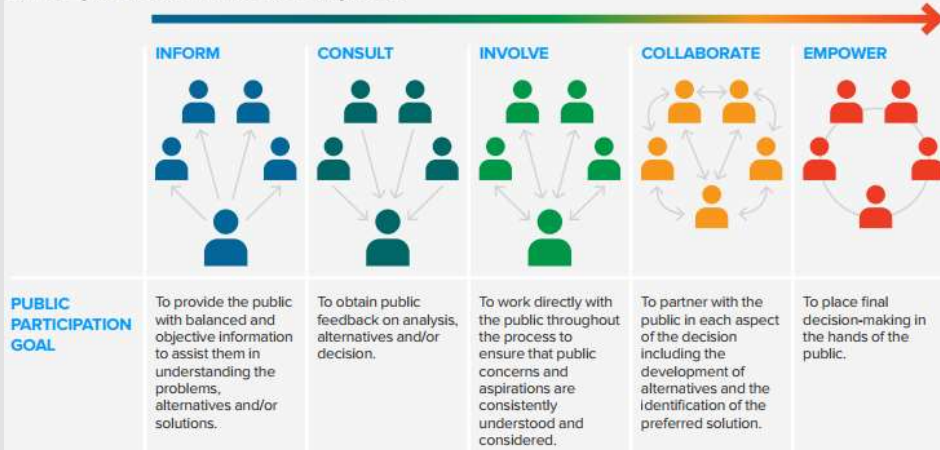 INFORM
CONSULT
INVOLVE
COLLABORATE
EMPOWER
PUBLIC
PARTICIPATION
GOAL
To provide the public
with balanced and
objective information
to assist them in
understanding the
problems,
alternatives and/or
solutions.
To obtain public
feedback on analysis,
alternatives and/or
decision.
To work directly with
the public throughout
the process to
ensure that public
concerns and
aspirations are
consistently
understood and
considered.
To partner with the
public in each aspect
of the decision
including the
development of
alternatives and the
identification of the
preferred solution.
To place final
decision-making in
the hands of the
public.